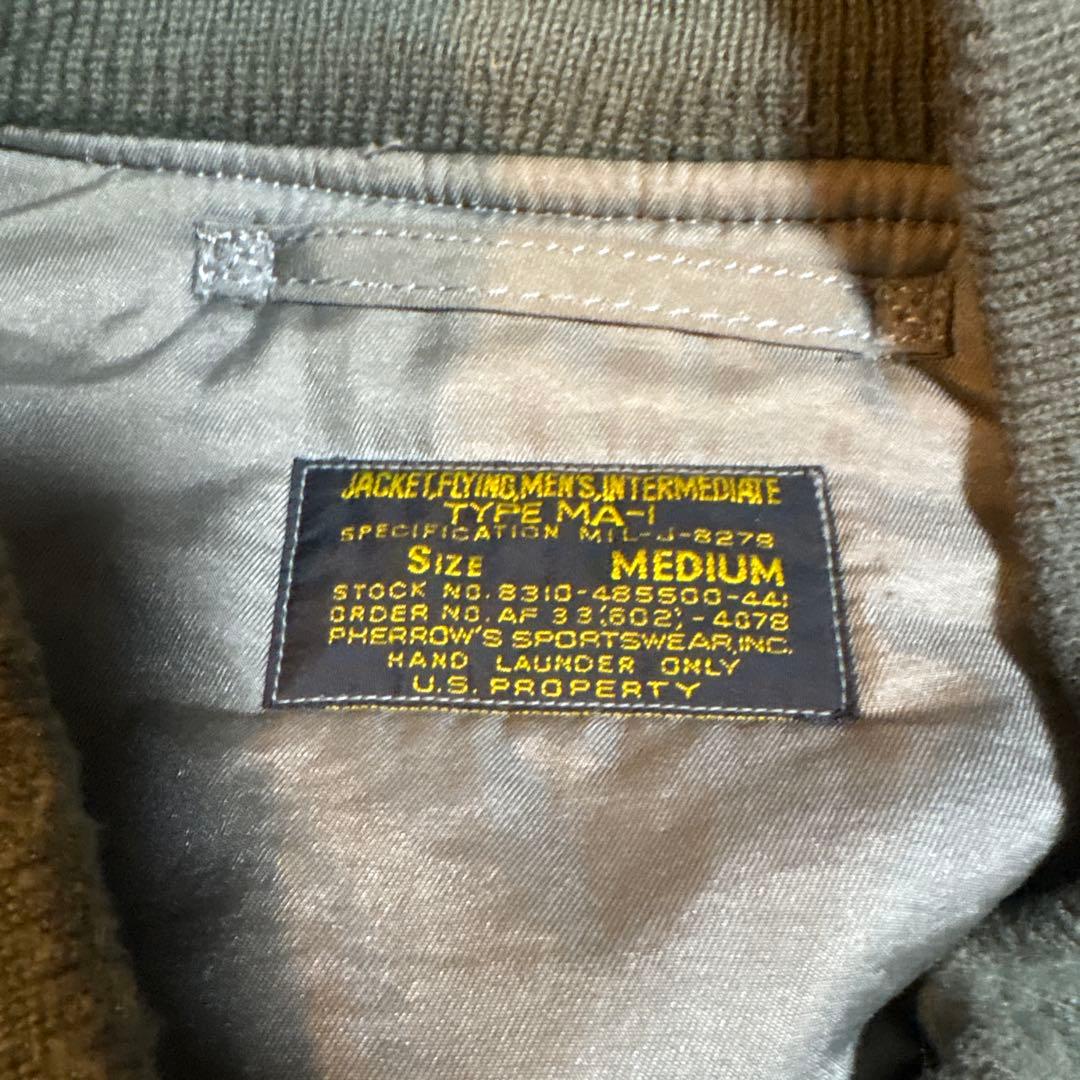 JACKET,FLYING,MEN'S,INTERMEDIATE
TYPE MA-1
SPECIFICATION MIL-J-8279
SIZE MEDIUM
STOCK NO. 8310-485500-441
ORDER NO. AF 33(602)-4078
PHERROW'S SPORTSWEAR,INC.
HAND LAUNDER ONLY
U.S. PROPERTY